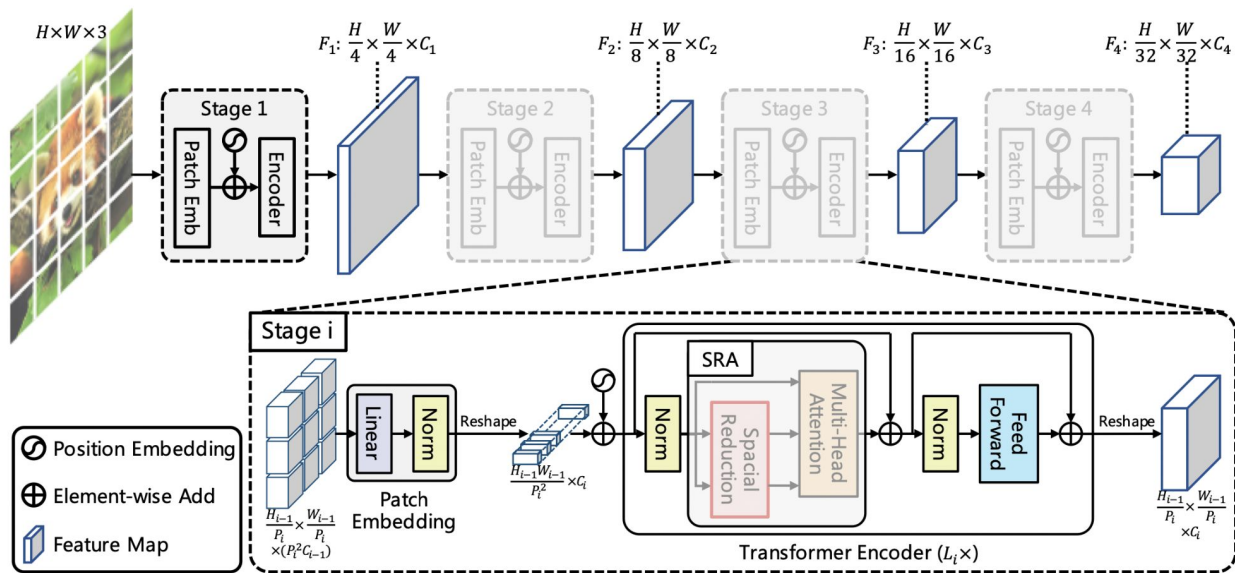 H×W×3
F₁: H/4 × W/4 ×C₁
F₂: H/8 × W/8 ×C₂
F₃: H/16 × W/16 ×C₃
F₄: H/32 × W/32 ×C₄
Stage 1
Patch Emb
Encoder
Stage 2
Patch Emb
Encoder
Stage 3
Patch Emb
Encoder
Stage 4
Patch Emb
Encoder
Stage i
Linear
Norm
Patch
Embedding
Reshape
Norm
SRA
Spacial
Reduction
Multi-Head
Attention
Norm
Feed
Forward
Reshape
Hᵢ₋₁/Pᵢ × Wᵢ₋₁/Pᵢ
×(Pᵢ²Cᵢ₋₁)
Hᵢ₋₁Wᵢ₋₁/Pᵢ² ×Cᵢ
Hᵢ₋₁/Pᵢ × Wᵢ₋₁/Pᵢ
×Cᵢ
Transformer Encoder (Lᵢ×)
Position Embedding
Element-wise Add
Feature Map